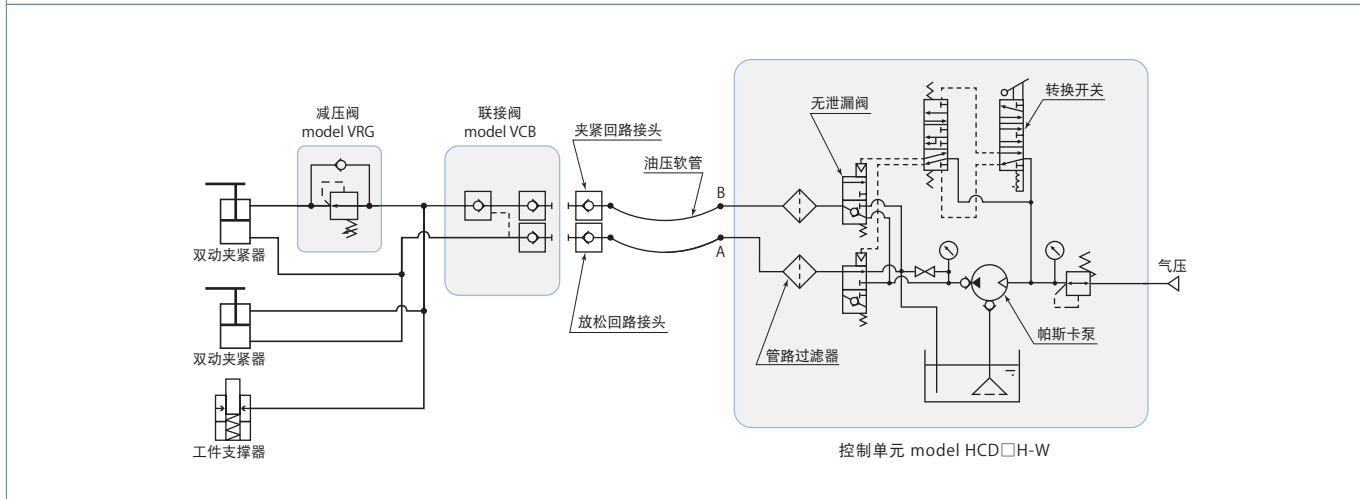 减压阀
model VRG
联接阀
model VCB
夹紧回路接头
油压软管
无泄漏阀
转换开关
B
A
双动夹紧器
双动夹紧器
工件支撑器
放松回路接头
管路过滤器
气压
帕斯卡泵
控制单元 model HCD□H-W